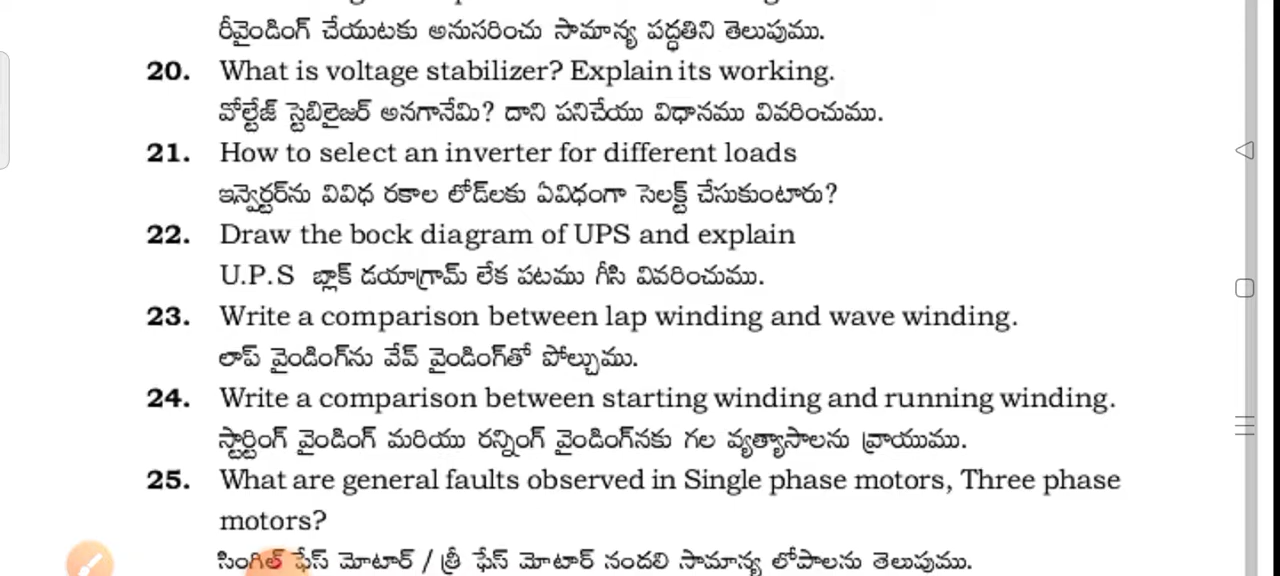 రీవైండింగ్ చేయుటకు అనుసరించు సామాన్య పద్ధతిని తెలుపుము.
20. What is voltage stabilizer? Explain its working.
వోల్టేజ్ స్టెబిలైజర్ అనగానేమి? దాని పనిచేయు విధానము వివరించుము.
21. How to select an inverter for different loads
ఇన్వెర్టర్‌ను వివిధ రకాల లోడ్‌లకు ఏవిధంగా సెలక్ట్ చేసుకుంటారు?
22. Draw the bock diagram of UPS and explain
U.P.S బ్లాక్ డయాగ్రామ్ లేక పటము గీసి వివరించుము.
23. Write a comparison between lap winding and wave winding.
లాప్ వైండింగ్‌ను వేవ్ వైండింగ్‌తో పోల్చుము.
24. Write a comparison between starting winding and running winding.
స్టార్టింగ్ వైండింగ్ మరియు రన్నింగ్ వైండింగ్‌నకు గల వ్యత్యాసాలను వ్రాయుము.
25. What are general faults observed in Single phase motors, Three phase
motors?
సింగిల్ ఫేస్ మోటార్ / త్రీ ఫేస్ మోటార్ నందలి సామాన్య లోపాలను తెలుపుము.